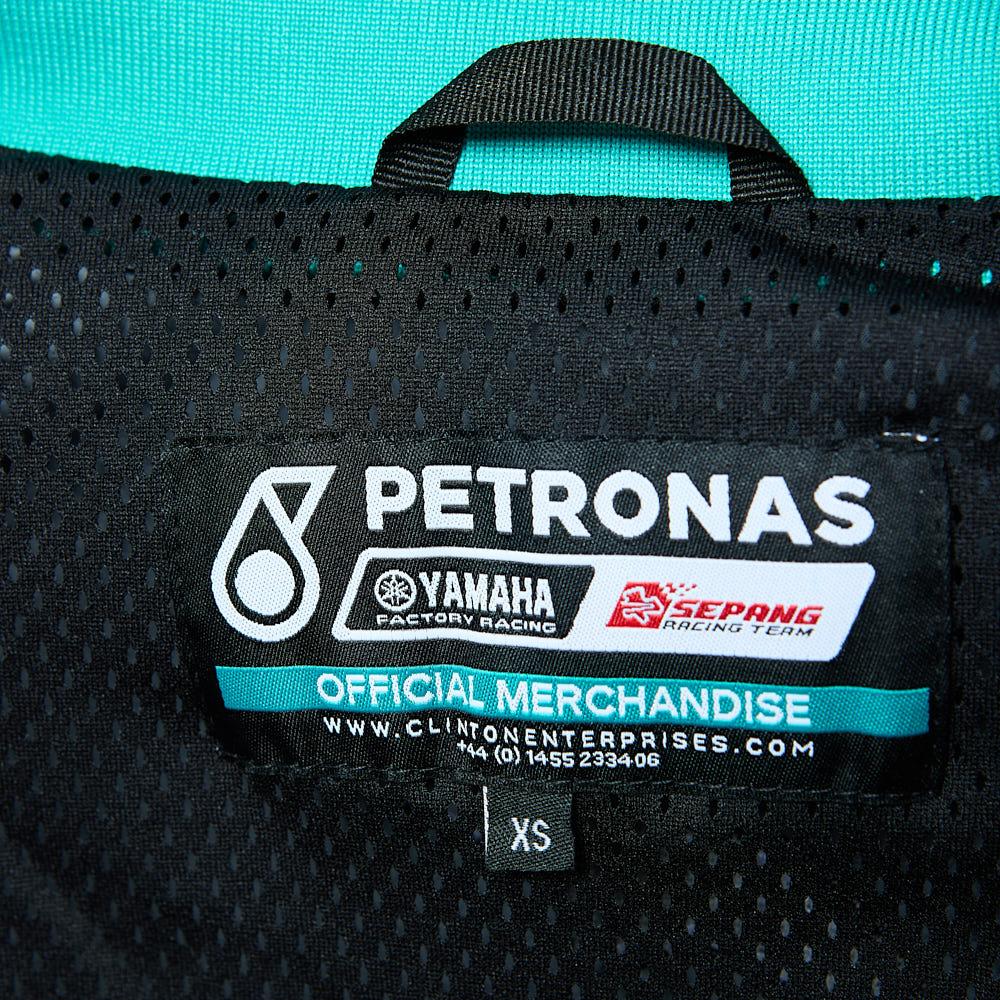 PETRONAS
YAMAHA
FACTORY RACING
SEPANG
RACING TEAM
OFFICIAL MERCHANDISE
WWW.CLINTONENTERPRISES.COM
+44 (0) 1455 233406
XS